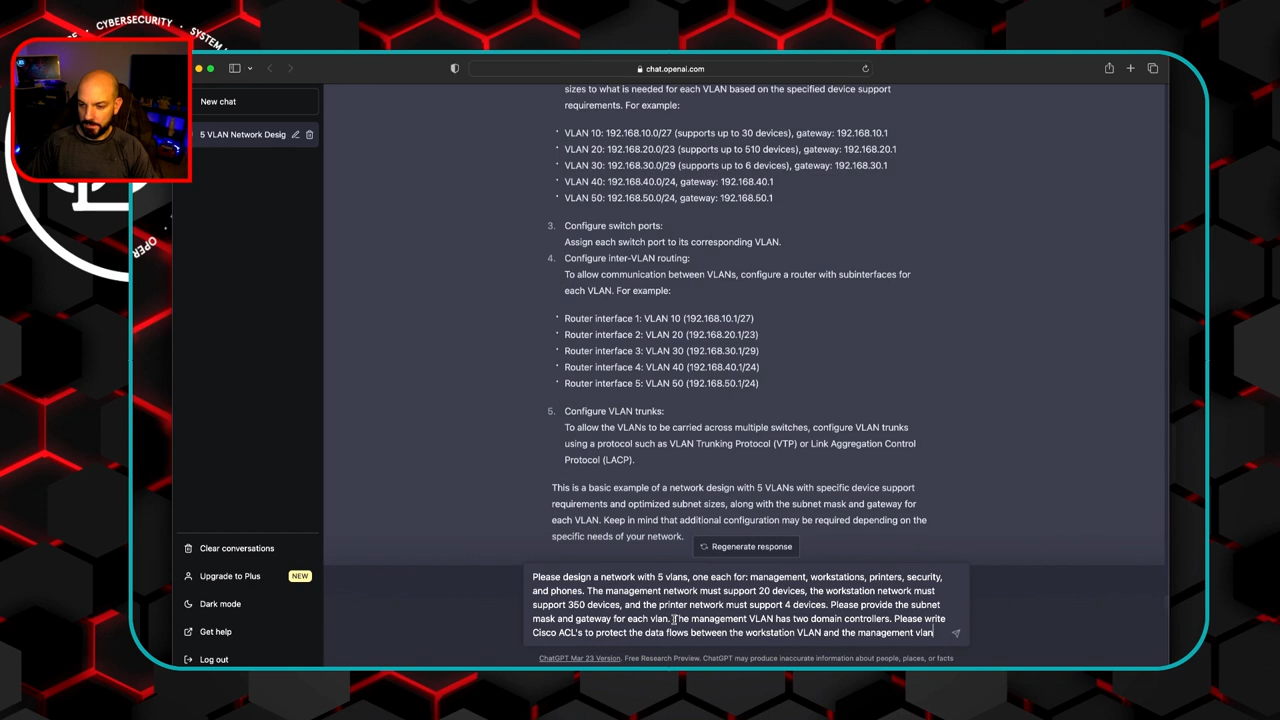 CYBERSECURITY
SYSTEM
OPER
chat.openai.com
New chat
5 VLAN Network Desig
sizes to what is needed for each VLAN based on the specified device support
requirements. For example:
• VLAN 10: 192.168.10.0/27 (supports up to 30 devices), gateway: 192.168.10.1
• VLAN 20: 192.168.20.0/23 (supports up to 510 devices), gateway: 192.168.20.1
• VLAN 30: 192.168.30.0/29 (supports up to 6 devices), gateway: 192.168.30.1
• VLAN 40: 192.168.40.0/24, gateway: 192.168.40.1
• VLAN 50: 192.168.50.0/24, gateway: 192.168.50.1
3. Configure switch ports:
Assign each switch port to its corresponding VLAN.
4. Configure inter-VLAN routing:
To allow communication between VLANs, configure a router with subinterfaces for
each VLAN. For example:
• Router interface 1: VLAN 10 (192.168.10.1/27)
• Router interface 2: VLAN 20 (192.168.20.1/23)
• Router interface 3: VLAN 30 (192.168.30.1/29)
• Router interface 4: VLAN 40 (192.168.40.1/24)
• Router interface 5: VLAN 50 (192.168.50.1/24)
5. Configure VLAN trunks:
To allow the VLANs to be carried across multiple switches, configure VLAN trunks
using a protocol such as VLAN Trunking Protocol (VTP) or Link Aggregation Control
Protocol (LACP).
This is a basic example of a network design with 5 VLANs with specific device support
requirements and optimized subnet sizes, along with the subnet mask and gateway for
each VLAN. Keep in mind that additional configuration may be required depending on the
specific needs of your network.
Regenerate response
Please design a network with 5 vlans, one each for: management, workstations, printers, security,
and phones. The management network must support 20 devices, the workstation network must
support 350 devices, and the printer network must support 4 devices. Please provide the subnet
mask and gateway for each vlan. The management VLAN has two domain controllers. Please write
Cisco ACL's to protect the data flows between the workstation VLAN and the management vlan
ChatGPT Mar 23 Version. Free Research Preview. ChatGPT may produce inaccurate information about people, places, or facts
Clear conversations
Upgrade to Plus NEW
Dark mode
Get help
Log out